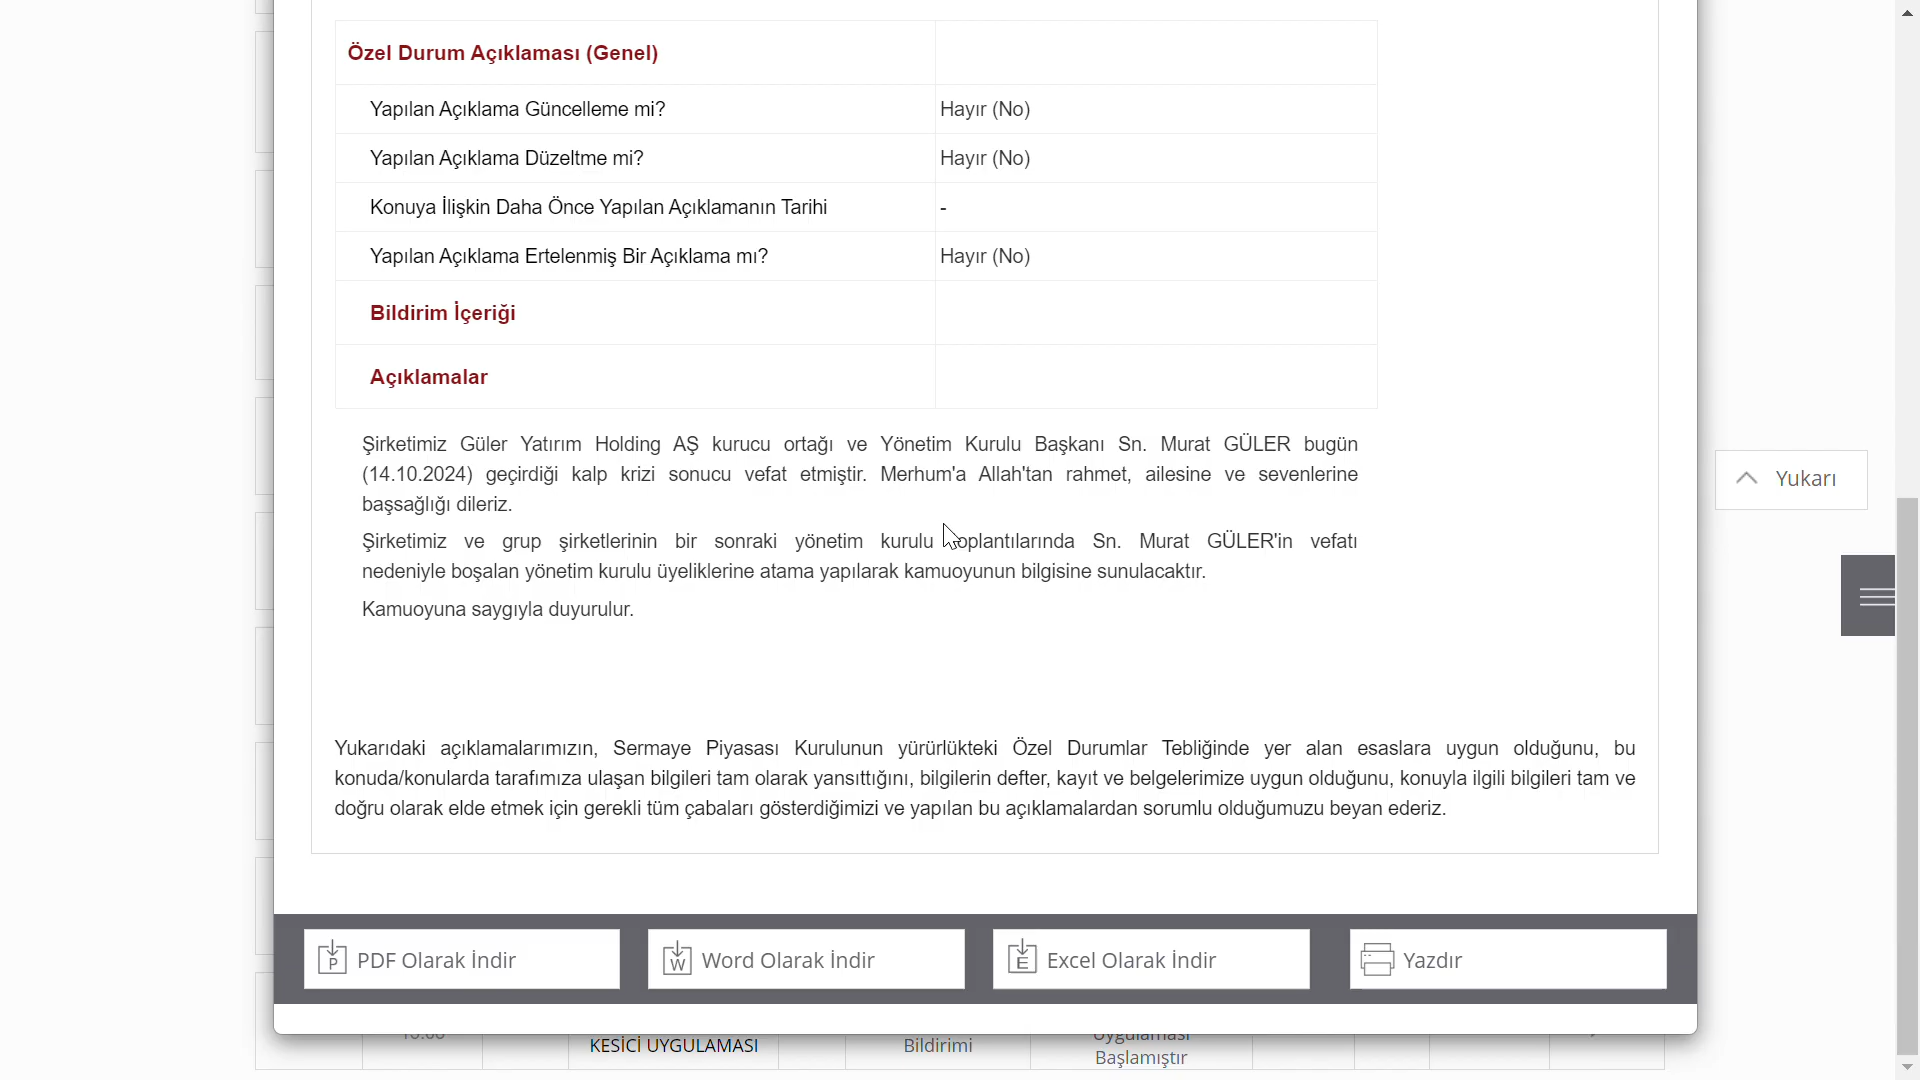 Özel Durum Açıklaması (Genel)
Yapılan Açıklama Güncelleme mi? Hayır (No)
Yapılan Açıklama Düzeltme mi? Hayır (No)
Konuya İlişkin Daha Önce Yapılan Açıklamanın Tarihi -
Yapılan Açıklama Ertelenmiş Bir Açıklama mı? Hayır (No)
Bildirim İçeriği
Açıklamalar
Şirketimiz Güler Yatırım Holding AŞ kurucu ortağı ve Yönetim Kurulu Başkanı Sn. Murat GÜLER bugün
(14.10.2024) geçirdiği kalp krizi sonucu vefat etmiştir. Merhum'a Allah'tan rahmet, ailesine ve sevenlerine
başsağlığı dileriz.
Şirketimiz ve grup şirketlerinin bir sonraki yönetim kurulu toplantılarında Sn. Murat GÜLER'in vefatı
nedeniyle boşalan yönetim kurulu üyeliklerine atama yapılarak kamuoyunun bilgisine sunulacaktır.
Kamuoyuna saygıyla duyurulur.
Yukarı
Yukarıdaki açıklamalarımızın, Sermaye Piyasası Kurulunun yürürlükteki Özel Durumlar Tebliğinde yer alan esaslara uygun olduğunu, bu
konuda/konularda tarafımıza ulaşan bilgileri tam olarak yansıttığını, bilgilerin defter, kayıt ve belgelerimize uygun olduğunu, konuyla ilgili bilgileri tam ve
doğru olarak elde etmek için gerekli tüm çabaları gösterdiğimizi ve yapılan bu açıklamalardan sorumlu olduğumuzu beyan ederiz.
PDF Olarak İndir Word Olarak İndir Excel Olarak İndir Yazdır
Uygulaması
KESİCİ UYGULAMASI Bildirimi
Başlamıştır